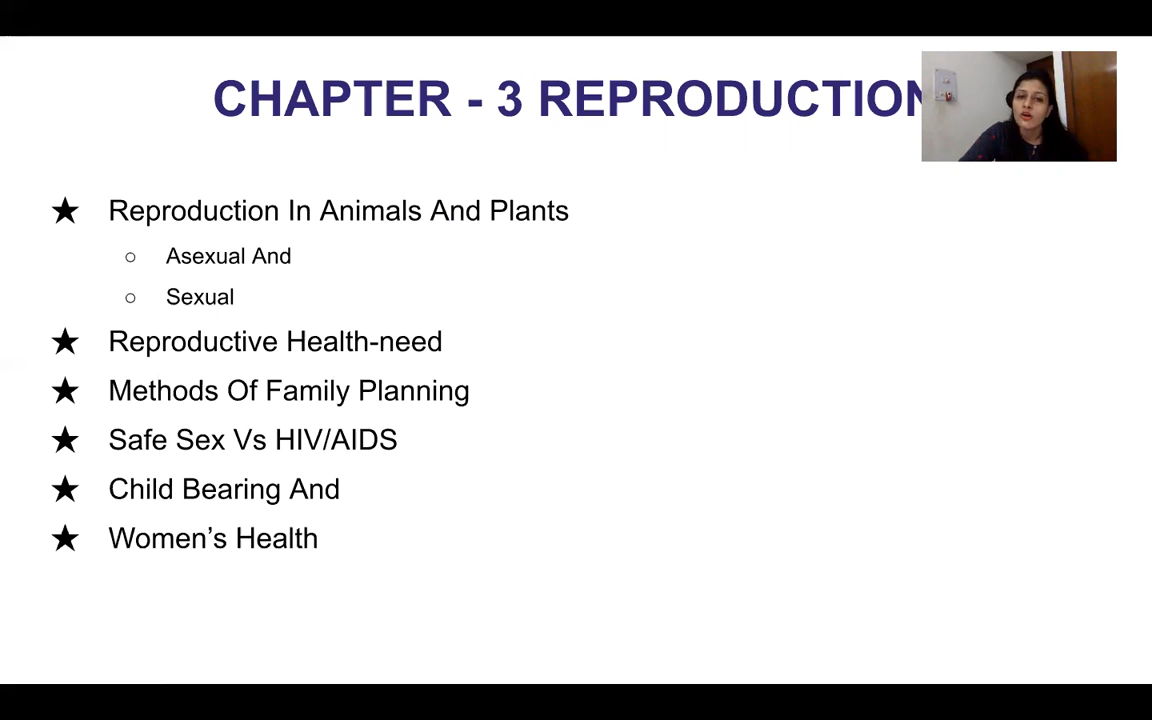 CHAPTER - 3 REPRODUCTION
★ Reproduction In Animals And Plants
○ Asexual And
○ Sexual
★ Reproductive Health-need
★ Methods Of Family Planning
★ Safe Sex Vs HIV/AIDS
★ Child Bearing And
★ Women’s Health